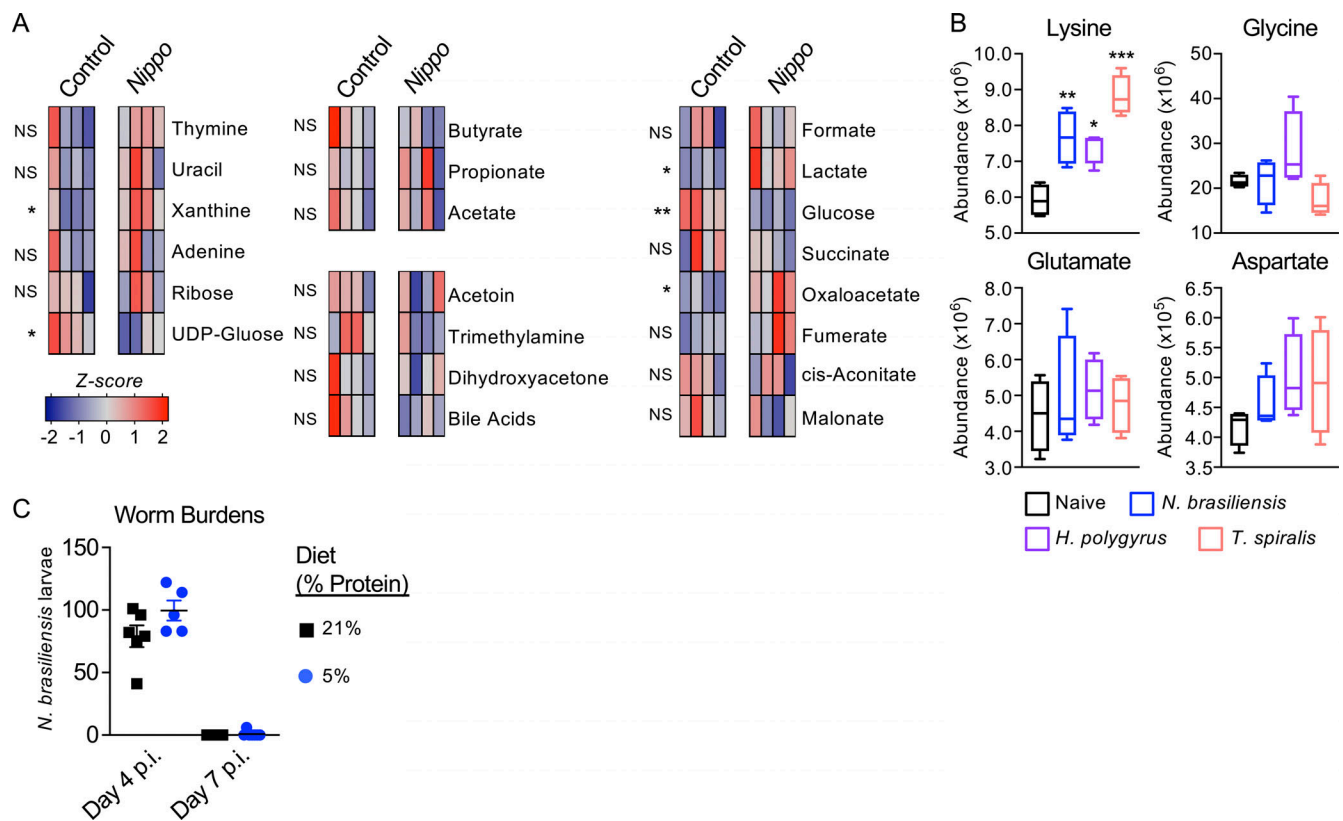 A
Control
Nippo
NS
Thymine
NS
Uracil
*
Xanthine
NS
Adenine
NS
Ribose
*
UDP-Gluose
Z-score
-2 -1 0 1 2
Control
Nippo
NS
Butyrate
NS
Propionate
NS
Acetate
NS
Acetoin
NS
Trimethylamine
NS
Dihydroxyacetone
NS
Bile Acids
Control
Nippo
NS
Formate
*
Lactate
**
Glucose
NS
Succinate
*
Oxaloacetate
NS
Fumerate
NS
cis-Aconitate
NS
Malonate
B
Lysine
Abundance (x10⁶)
10.0
9.0
8.0
7.0
6.0
5.0
**
*
***
Glycine
Abundance (x10⁶)
50
40
30
20
10
Glutamate
Abundance (x10⁶)
8.0
7.0
6.0
5.0
4.0
3.0
Aspartate
Abundance (x10⁵)
6.5
6.0
5.5
5.0
4.5
4.0
3.5
Naive
N. brasiliensis
H. polygyrus
T. spiralis
C
Worm Burdens
N. brasiliensis larvae
150
100
50
0
Day 4 p.i.
Day 7 p.i.
Diet
(% Protein)
21%
5%